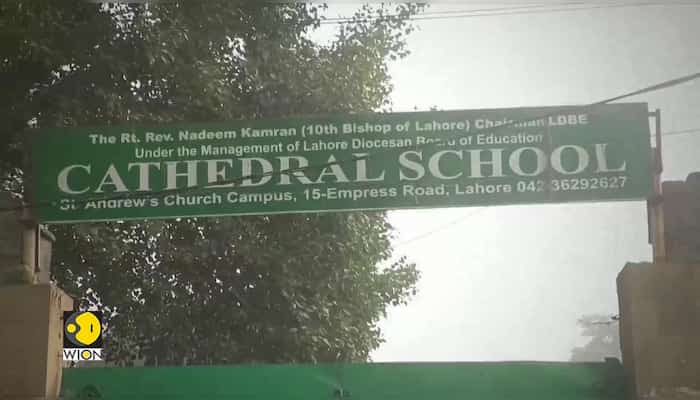 The Rt. Rev. Nadeem Kamran (10th Bishop of Lahore) Chairman LDBE
Under the Management of Lahore Diocesan Board of Education
CATHEDRAL SCHOOL
St. Andrew's Church Campus, 15-Empress Road, Lahore 042 36292627
WION